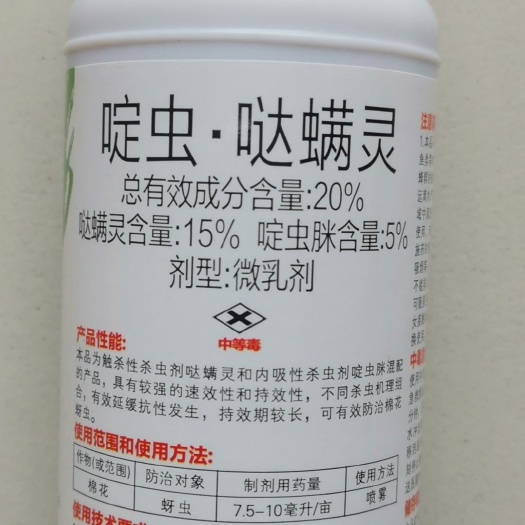 啶虫·哒螨灵
总有效成分含量:20%
哒螨灵含量:15% 啶虫脒含量:5%
剂型:微乳剂
中等毒
产品性能:
本品为触杀性杀虫剂哒螨灵和内吸性杀虫剂啶虫脒混配
的产品，具有较强的速效性和持效性，不同杀虫机理组
合，有效延缓抗性发生，持效期较长，可有效防治棉花
蚜虫。
使用范围和使用方法:
作物(或范围) 防治对象 制剂用药量 使用方法
棉花 蚜虫 7.5-10毫升/亩 喷雾